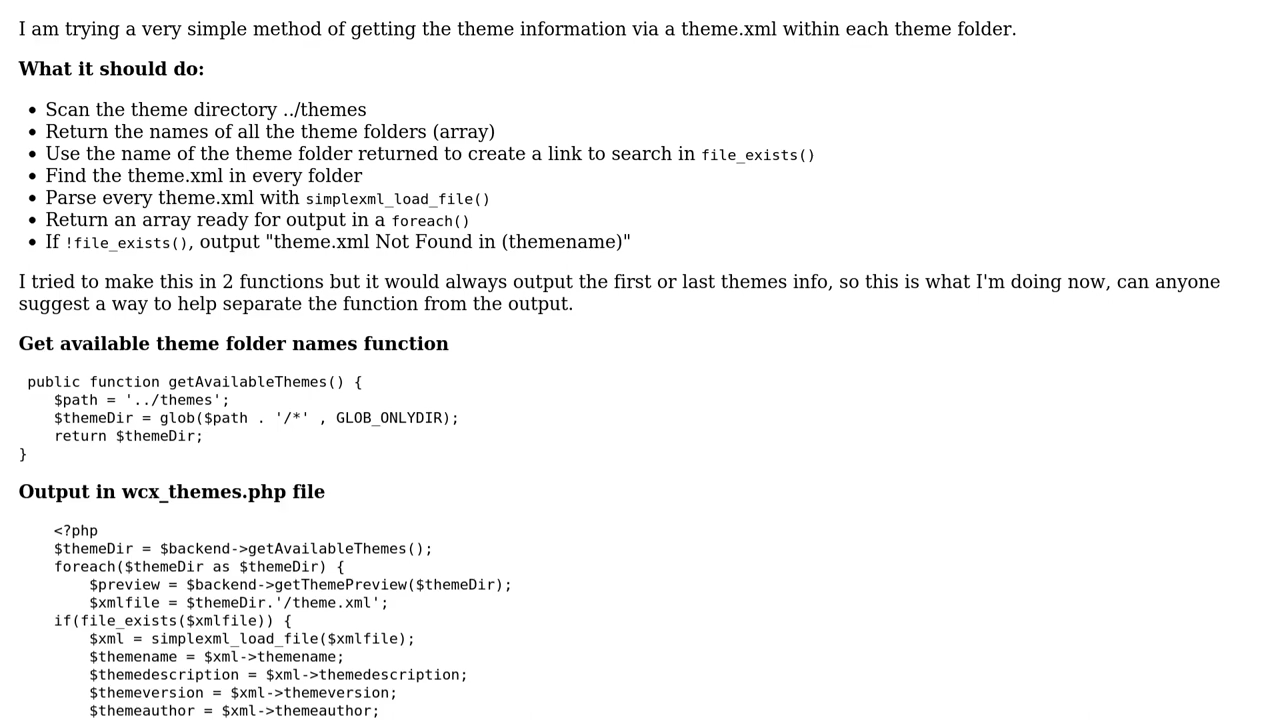 I am trying a very simple method of getting the theme information via a theme.xml within each theme folder.
What it should do:
• Scan the theme directory ../themes
• Return the names of all the theme folders (array)
• Use the name of the theme folder returned to create a link to search in file_exists()
• Find the theme.xml in every folder
• Parse every theme.xml with simplexml_load_file()
• Return an array ready for output in a foreach()
• If !file_exists(), output "theme.xml Not Found in (themename)"
I tried to make this in 2 functions but it would always output the first or last themes info, so this is what I'm doing now, can anyone
suggest a way to help separate the function from the output.
Get available theme folder names function
public function getAvailableThemes() {
    $path = '../themes';
    $themeDir = glob($path . '/*' , GLOB_ONLYDIR);
    return $themeDir;
}
Output in wcx_themes.php file
    <?php
    $themeDir = $backend->getAvailableThemes();
    foreach($themeDir as $themeDir) {
        $preview = $backend->getThemePreview($themeDir);
        $xmlfile = $themeDir.'/theme.xml';
    if(file_exists($xmlfile)) {
        $xml = simplexml_load_file($xmlfile);
        $themename = $xml->themename;
        $themedescription = $xml->themedescription;
        $themeversion = $xml->themeversion;
        $themeauthor = $xml->themeauthor;